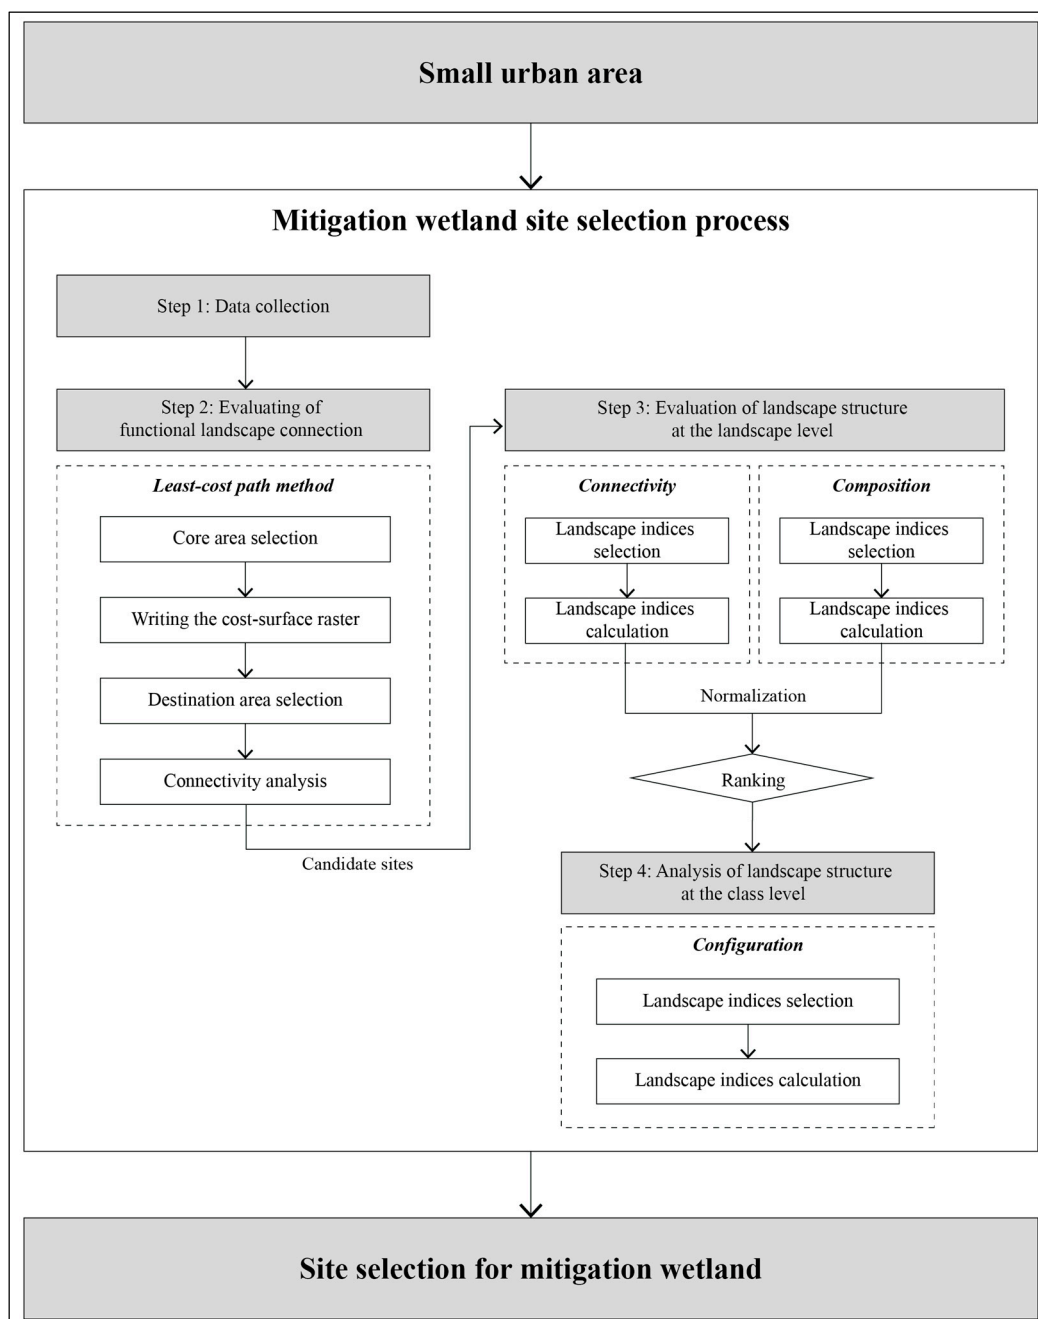 Small urban area
Mitigation wetland site selection process
Step 1: Data collection
Step 2: Evaluating of
functional landscape connection
Least-cost path method
Core area selection
Writing the cost-surface raster
Destination area selection
Connectivity analysis
Candidate sites
Step 3: Evaluation of landscape structure
at the landscape level
Connectivity
Landscape indices
selection
Landscape indices
calculation
Composition
Landscape indices
selection
Landscape indices
calculation
Normalization
Ranking
Step 4: Analysis of landscape structure
at the class level
Configuration
Landscape indices selection
Landscape indices calculation
Site selection for mitigation wetland